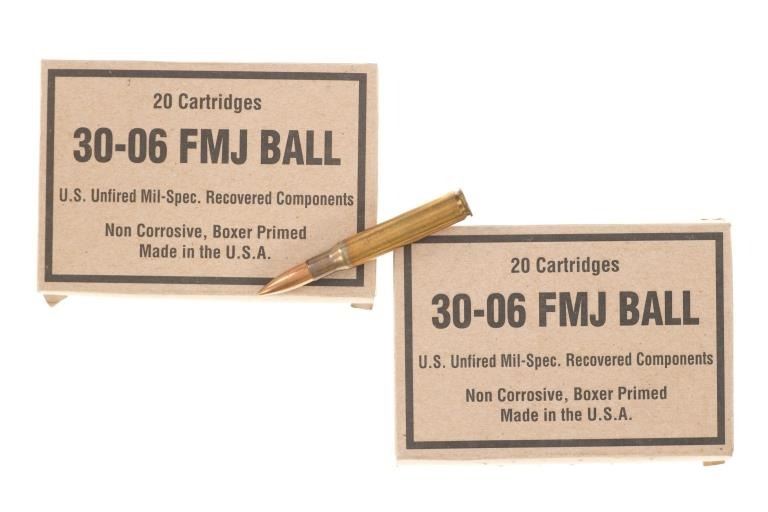 20 Cartridges
30-06 FMJ BALL
U.S. Unfired Mil-Spec. Recovered Components
Non Corrosive, Boxer Primed
Made in the U.S.A.
20 Cartridges
30-06 FMJ BALL
U.S. Unfired Mil-Spec. Recovered Components
Non Corrosive, Boxer Primed
Made in the U.S.A.